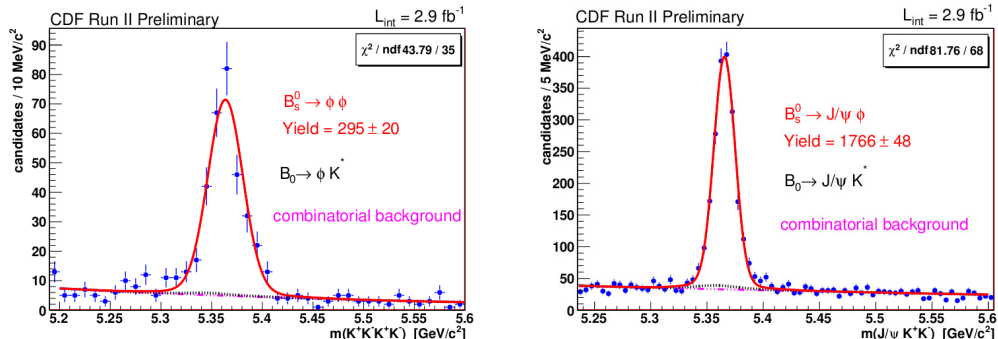 CDF Run II Preliminary
L_int = 2.9 fb⁻¹
candidates / 10 MeV/c²
90
80
70
60
50
40
30
20
10
0
χ² / ndf 43.79 / 35
B_s⁰ → φ φ
Yield = 295 ± 20
B₀ → φ K*
combinatorial background
5.2 5.25 5.3 5.35 5.4 5.45 5.5 5.55 5.6
m(K⁺K⁻K⁺K⁻) [GeV/c²]
CDF Run II Preliminary
L_int = 2.9 fb⁻¹
candidates / 5 MeV/c²
400
350
300
250
200
150
100
50
0
χ² / ndf 81.76 / 68
B_s⁰ → J/ψ φ
Yield = 1766 ± 48
B₀ → J/ψ K*
combinatorial background
5.25 5.3 5.35 5.4 5.45 5.5 5.55 5.6
m(J/ψ K⁺K⁻) [GeV/c²]